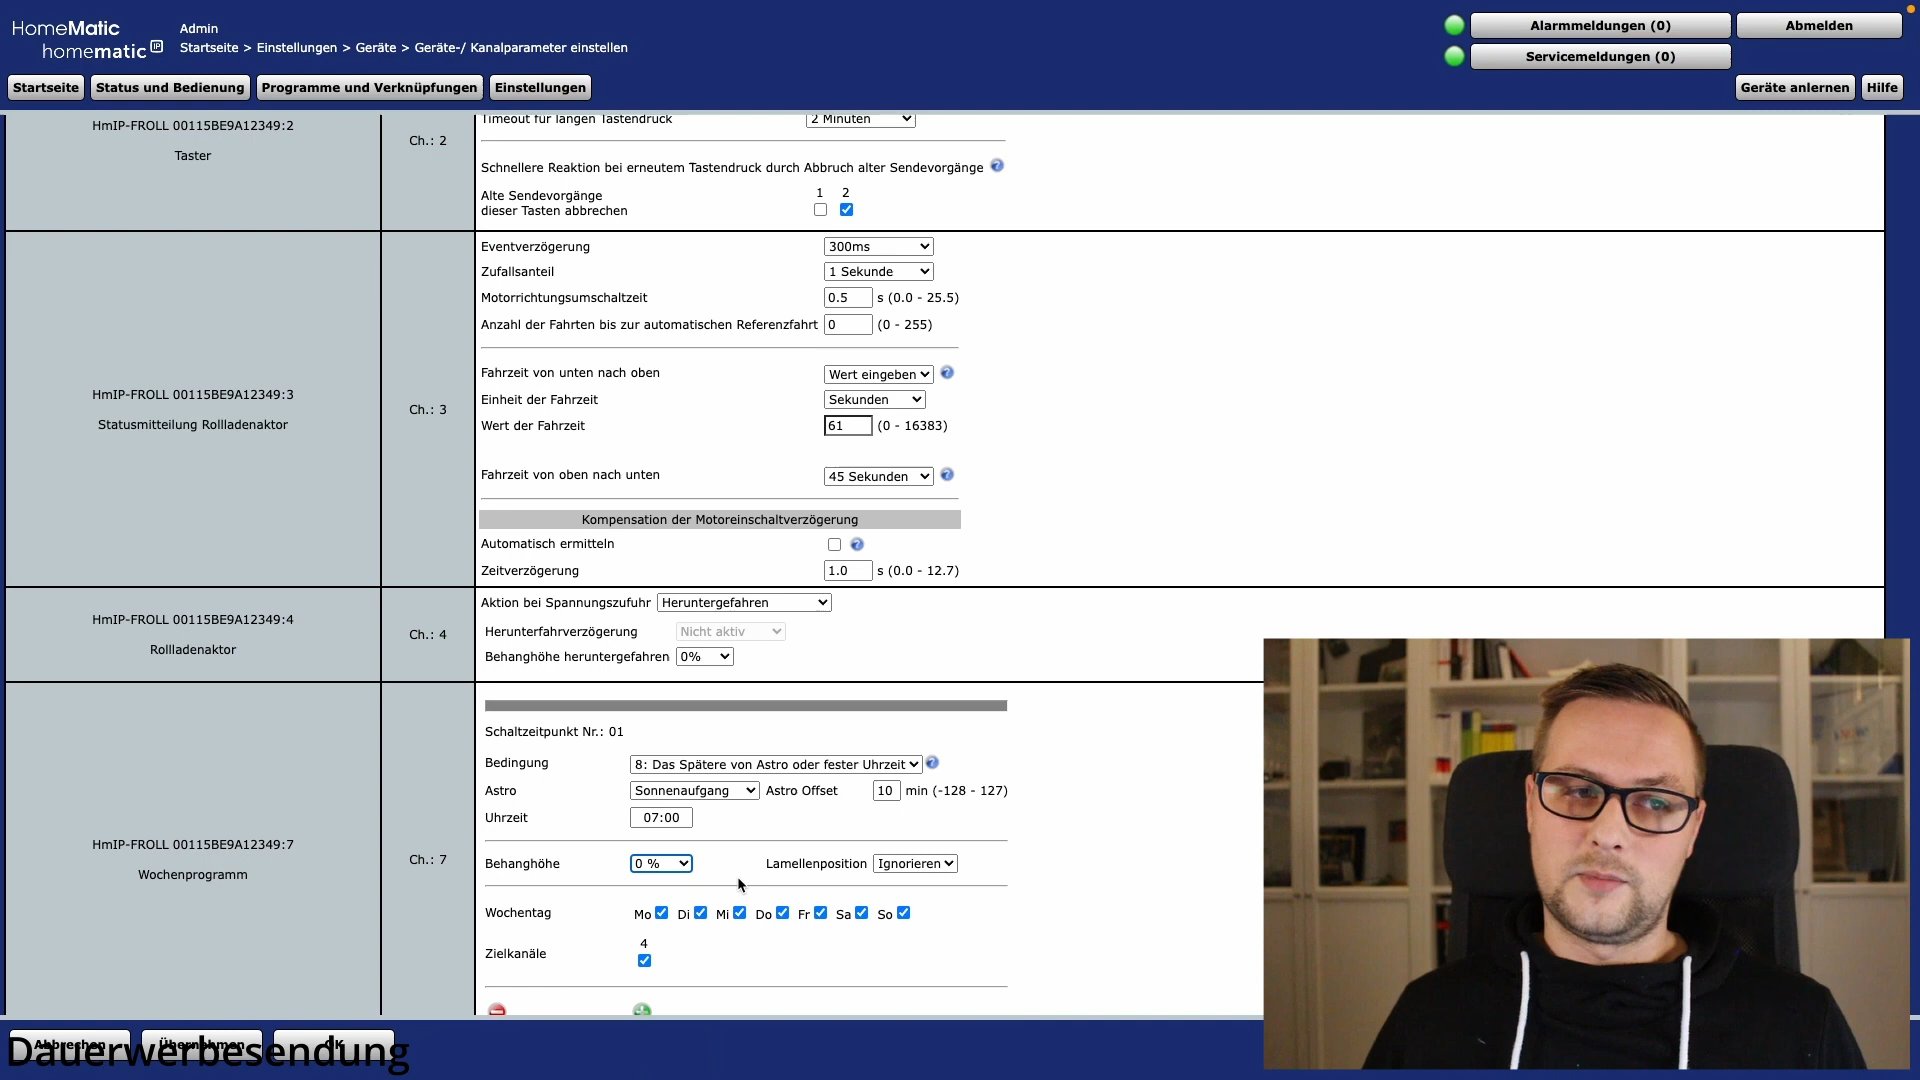 HomeMatic
homematic IP
Admin
Startseite > Einstellungen > Geräte > Geräte-/ Kanalparameter einstellen
Alarmmeldungen (0)
Abmelden
Servicemeldungen (0)
Startseite
Status und Bedienung
Programme und Verknüpfungen
Einstellungen
Geräte anlernen
Hilfe
HmIP-FROLL 00115BE9A12349:2
Taster
Ch.: 2
Timeout für langen Tastendruck 2 Minuten
Schnellere Reaktion bei erneutem Tastendruck durch Abbruch alter Sendevorgänge
Alte Sendevorgänge
dieser Tasten abbrechen
1 2
HmIP-FROLL 00115BE9A12349:3
Statusmitteilung Rollladenaktor
Ch.: 3
Eventverzögerung 300ms
Zufallsanteil 1 Sekunde
Motorrichtungsumschaltzeit 0.5 s (0.0 - 25.5)
Anzahl der Fahrten bis zur automatischen Referenzfahrt 0 (0 - 255)
Fahrzeit von unten nach oben Wert eingeben
Einheit der Fahrzeit Sekunden
Wert der Fahrzeit 61 (0 - 16383)
Fahrzeit von oben nach unten 45 Sekunden
Kompensation der Motoreinschaltverzögerung
Automatisch ermitteln
Zeitverzögerung 1.0 s (0.0 - 12.7)
HmIP-FROLL 00115BE9A12349:4
Rollladenaktor
Ch.: 4
Aktion bei Spannungszufuhr Heruntergefahren
Herunterfahrverzögerung Nicht aktiv
Behanghöhe heruntergefahren 0%
HmIP-FROLL 00115BE9A12349:7
Wochenprogramm
Ch.: 7
Schaltzeitpunkt Nr.: 01
Bedingung 8: Das Spätere von Astro oder fester Uhrzeit
Astro Sonnenaufgang Astro Offset 10 min (-128 - 127)
Uhrzeit 07:00
Behanghöhe 0 % Lamellenposition Ignorieren
Wochentag Mo Di Mi Do Fr Sa So
Zielkanäle 4
Abbrechen
Übernehmen
OK
Dauerwerbesendung